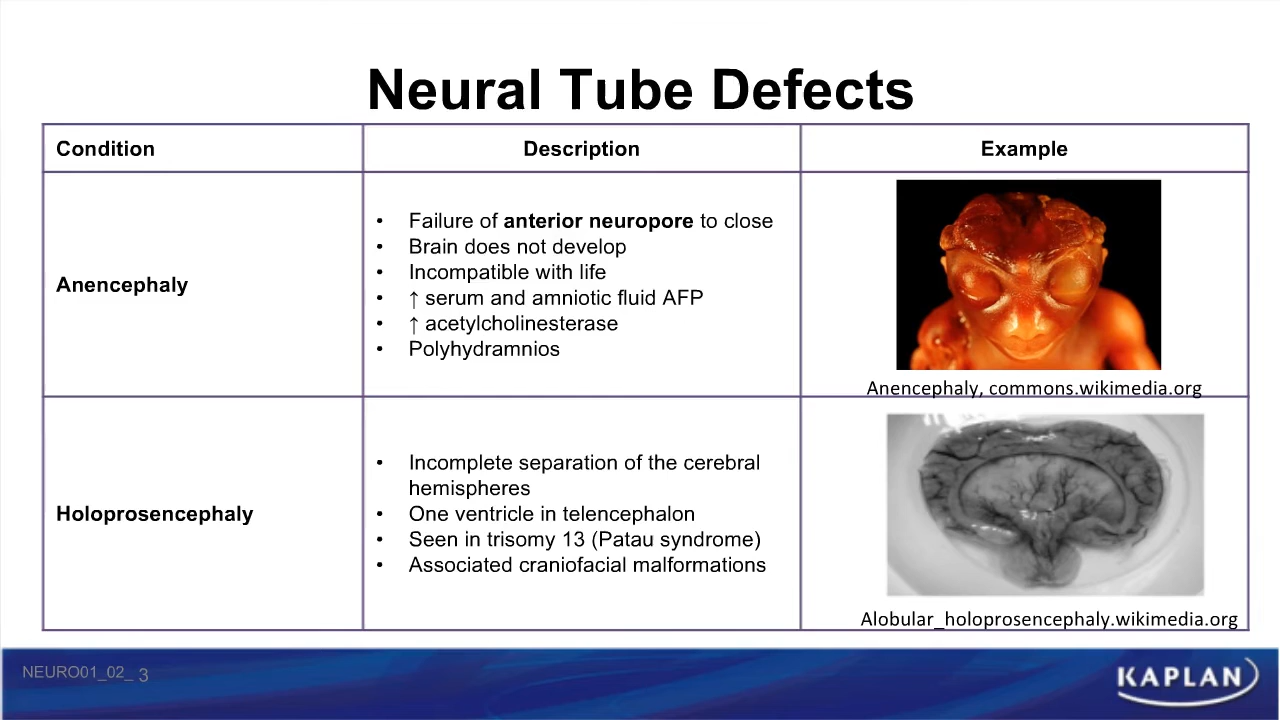 Neural Tube Defects
Condition
Description
Example
Anencephaly
• Failure of anterior neuropore to close
• Brain does not develop
• Incompatible with life
• ↑ serum and amniotic fluid AFP
• ↑ acetylcholinesterase
• Polyhydramnios
Anencephaly, commons.wikimedia.org
Holoprosencephaly
• Incomplete separation of the cerebral
hemispheres
• One ventricle in telencephalon
• Seen in trisomy 13 (Patau syndrome)
• Associated craniofacial malformations
Alobular_holoprosencephaly.wikimedia.org
NEURO01_02_ 3
KAPLAN